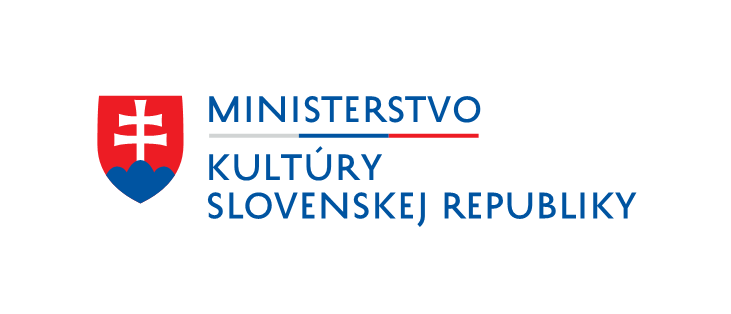 MINISTERSTVO
KULTÚRY
SLOVENSKEJ REPUBLIKY